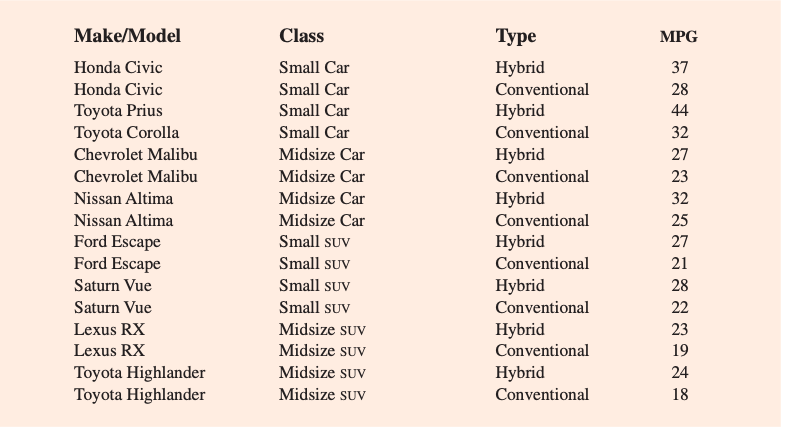 Make/Model Class Type MPG
Honda Civic Small Car Hybrid 37
Honda Civic Small Car Conventional 28
Toyota Prius Small Car Hybrid 44
Toyota Corolla Small Car Conventional 32
Chevrolet Malibu Midsize Car Hybrid 27
Chevrolet Malibu Midsize Car Conventional 23
Nissan Altima Midsize Car Hybrid 32
Nissan Altima Midsize Car Conventional 25
Ford Escape Small SUV Hybrid 27
Ford Escape Small SUV Conventional 21
Saturn Vue Small SUV Hybrid 28
Saturn Vue Small SUV Conventional 22
Lexus RX Midsize SUV Hybrid 23
Lexus RX Midsize SUV Conventional 19
Toyota Highlander Midsize SUV Hybrid 24
Toyota Highlander Midsize SUV Conventional 18